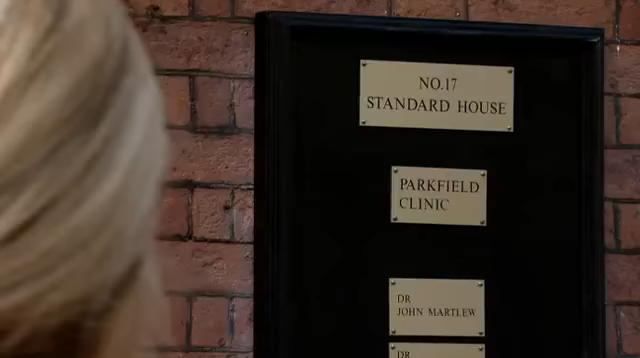 NO.17
STANDARD HOUSE
PARKFIELD
CLINIC
DR
JOHN MARTLEW
DR